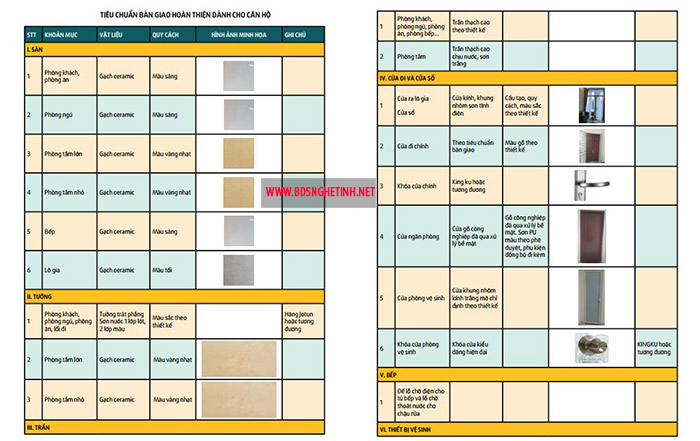 TIÊU CHUẨN BÀN GIAO HOÀN THIỆN DÀNH CHO CĂN HỘ
STT KHOẢN MỤC VẬT LIỆU QUY CÁCH HÌNH ẢNH MINH HỌA GHI CHÚ
I. SÀN
1 Phòng khách, phòng ăn Gạch ceramic Màu sáng
2 Phòng ngủ Gạch ceramic Màu sáng
3 Phòng tắm lớn Gạch ceramic Màu vàng nhạt
4 Phòng tắm nhỏ Gạch ceramic Màu vàng nhạt
5 Bếp Gạch ceramic Màu sáng
6 Lô gia Gạch ceramic Màu tối
II. TƯỜNG
1 Phòng khách, phòng ngủ, phòng ăn, lối đi Tường trát phẳng Sơn nước 1 lớp lót, 2 lớp màu Màu sắc theo thiết kế Hãng Jotun hoặc tương đương
2 Phòng tắm lớn Gạch ceramic Màu vàng nhạt
3 Phòng tắm nhỏ Gạch ceramic Màu vàng nhạt
III. TRẦN
1 Phòng khách, phòng ngủ, phòng ăn, phòng bếp... Trần thạch cao theo thiết kế
2 Phòng tắm Trần thạch cao chịu nước, sơn trắng
IV. CỬA ĐI VÀ CỬA SỔ
1 Cửa ra lô gia Cửa sổ Cửa kính, khung nhôm sơn tĩnh điện Cấu tạo, quy cách, màu sắc theo thiết kế
2 Cửa đi chính Theo tiêu chuẩn bàn giao Màu gỗ theo thiết kế
3 Khóa cửa chính King ku hoặc tương đương
4 Cửa ngăn phòng Cửa gỗ công nghiệp đã qua xử lý bề mặt Gỗ công nghiệp đã qua xử lý bề mặt. Sơn PU màu theo phê duyệt, phụ kiện đồng bộ đi kèm
5 Cửa phòng vệ sinh Cửa khung nhôm kính trắng mờ chỉ định theo thiết kế
6 Khóa cửa phòng vệ sinh Khóa cửa kiểu dáng hiện đại KINGKU hoặc tương đương
V. BẾP
1 Để lỗ chờ điện cho tủ bếp và lỗ chờ thoát nước cho chậu rửa
VI. THIẾT BỊ VỆ SINH
WWW.BDSNGHETINH.NET